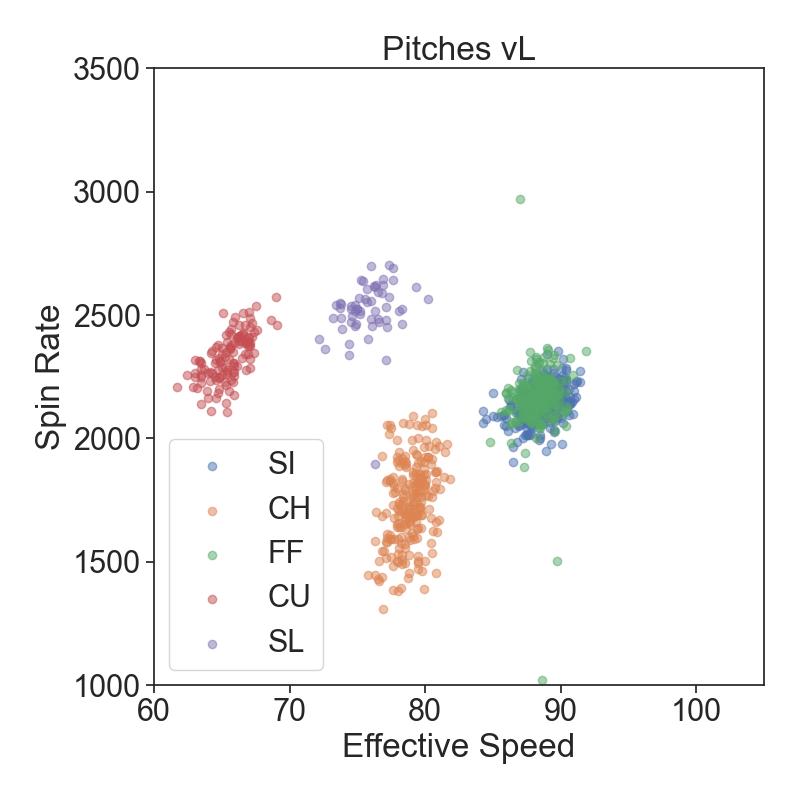 Pitches vL
3500
3000
2500
2000
1500
1000
Spin Rate
SI
CH
FF
CU
SL
60 70 80 90 100
Effective Speed